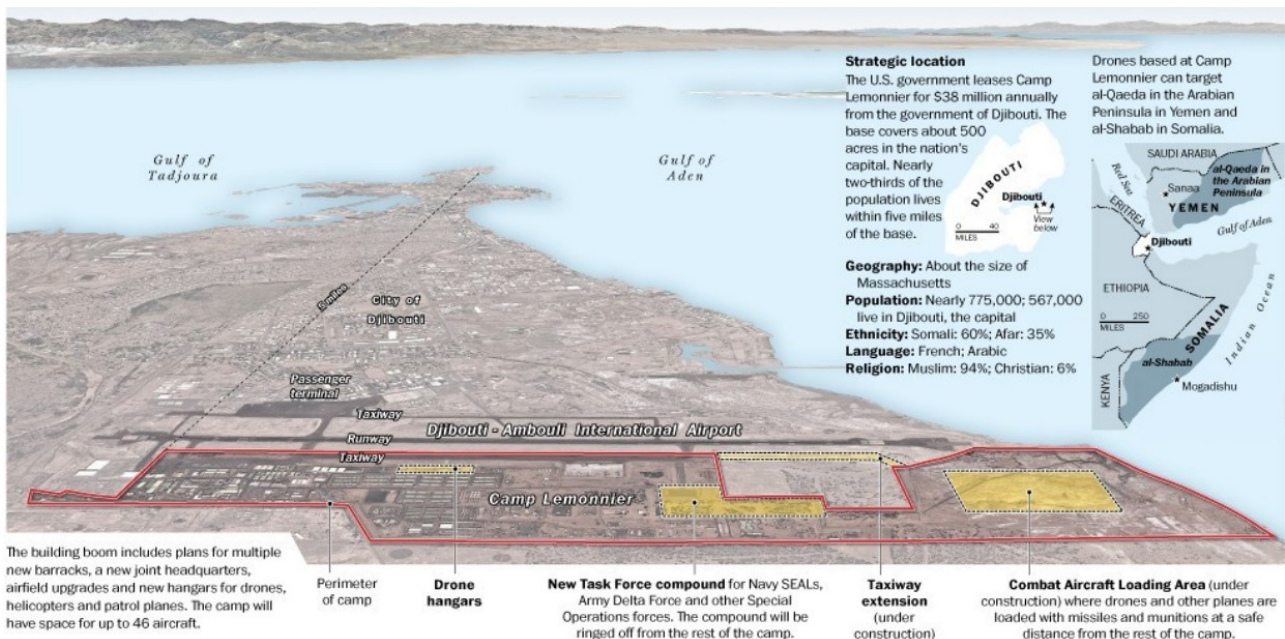 Strategic location
The U.S. government leases Camp
Lemonnier for $38 million annually
from the government of Djibouti. The
base covers about 500
acres in the nation's
capital. Nearly
two-thirds of the
population lives
within five miles
of the base.
DJIBOUTI
Djibouti
View
below
0 40
MILES
Geography: About the size of
Massachusetts
Population: Nearly 775,000; 567,000
live in Djibouti, the capital
Ethnicity: Somali: 60%; Afar: 35%
Language: French; Arabic
Religion: Muslim: 94%; Christian: 6%
Drones based at Camp
Lemonnier can target
al-Qaeda in the Arabian
Peninsula in Yemen and
al-Shabab in Somalia.
SAUDI ARABIA
Red Sea
al-Qaeda in
the Arabian
Peninsula
Sanaa
YEMEN
ERITREA
Gulf of Aden
Djibouti
ETHIOPIA
0 250
MILES
SOMALIA
Indian Ocean
al-Shabab
KENYA
Mogadishu
Gulf of
Tadjoura
Gulf of
Aden
5 miles
City of
Djibouti
Passenger
terminal
Taxiway
Djibouti - Ambouli International Airport
Runway
Taxiway
Camp Lemonnier
The building boom includes plans for multiple
new barracks, a new joint headquarters,
airfield upgrades and new hangars for drones,
helicopters and patrol planes. The camp will
have space for up to 46 aircraft.
Perimeter
of camp
Drone
hangars
New Task Force compound for Navy SEALs,
Army Delta Force and other Special
Operations forces. The compound will be
ringed off from the rest of the camp.
Taxiway
extension
(under
construction)
Combat Aircraft Loading Area (under
construction) where drones and other planes are
loaded with missiles and munitions at a safe
distance from the rest of the camp.